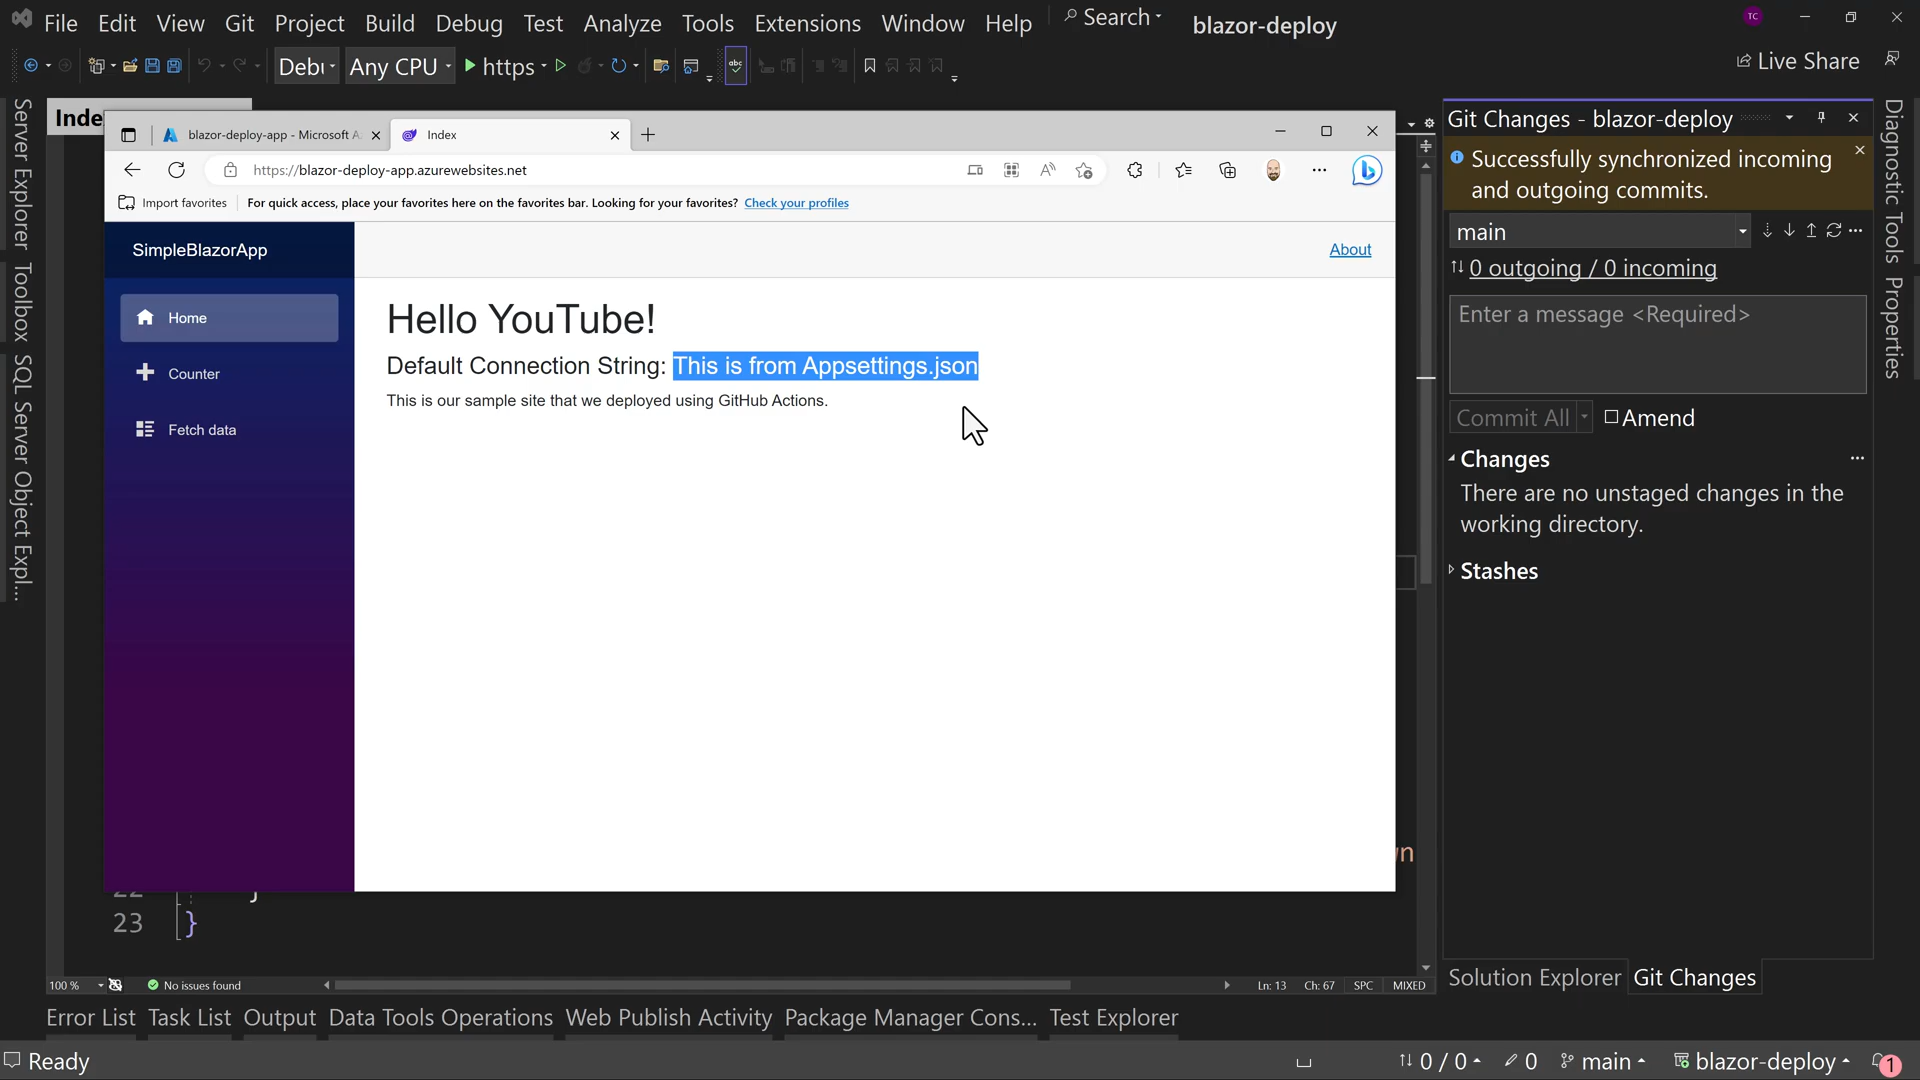 File Edit View Git Project Build Debug Test Analyze Tools Extensions Window Help Search blazor-deploy
TC
Any CPU https Live Share
Server Explorer
Toolbox
SQL Server Object Expl...
blazor-deploy-app - Microsoft A
Index
https://blazor-deploy-app.azurewebsites.net
Import favorites For quick access, place your favorites here on the favorites bar. Looking for your favorites? Check your profiles
SimpleBlazorApp
About
Home
Counter
Fetch data
Hello YouTube!
Default Connection String: This is from Appsettings.json
This is our sample site that we deployed using GitHub Actions.
22
23 }
100 % No issues found Ln: 13 Ch: 67 SPC MIXED
Git Changes - blazor-deploy
Successfully synchronized incoming
and outgoing commits.
main
0 outgoing / 0 incoming
Enter a message <Required>
Commit All Amend
Changes
There are no unstaged changes in the
working directory.
Stashes
Solution Explorer Git Changes
Diagnostic Tools
Properties
Error List Task List Output Data Tools Operations Web Publish Activity Package Manager Cons... Test Explorer
Ready 0 / 0 0 main blazor-deploy 1